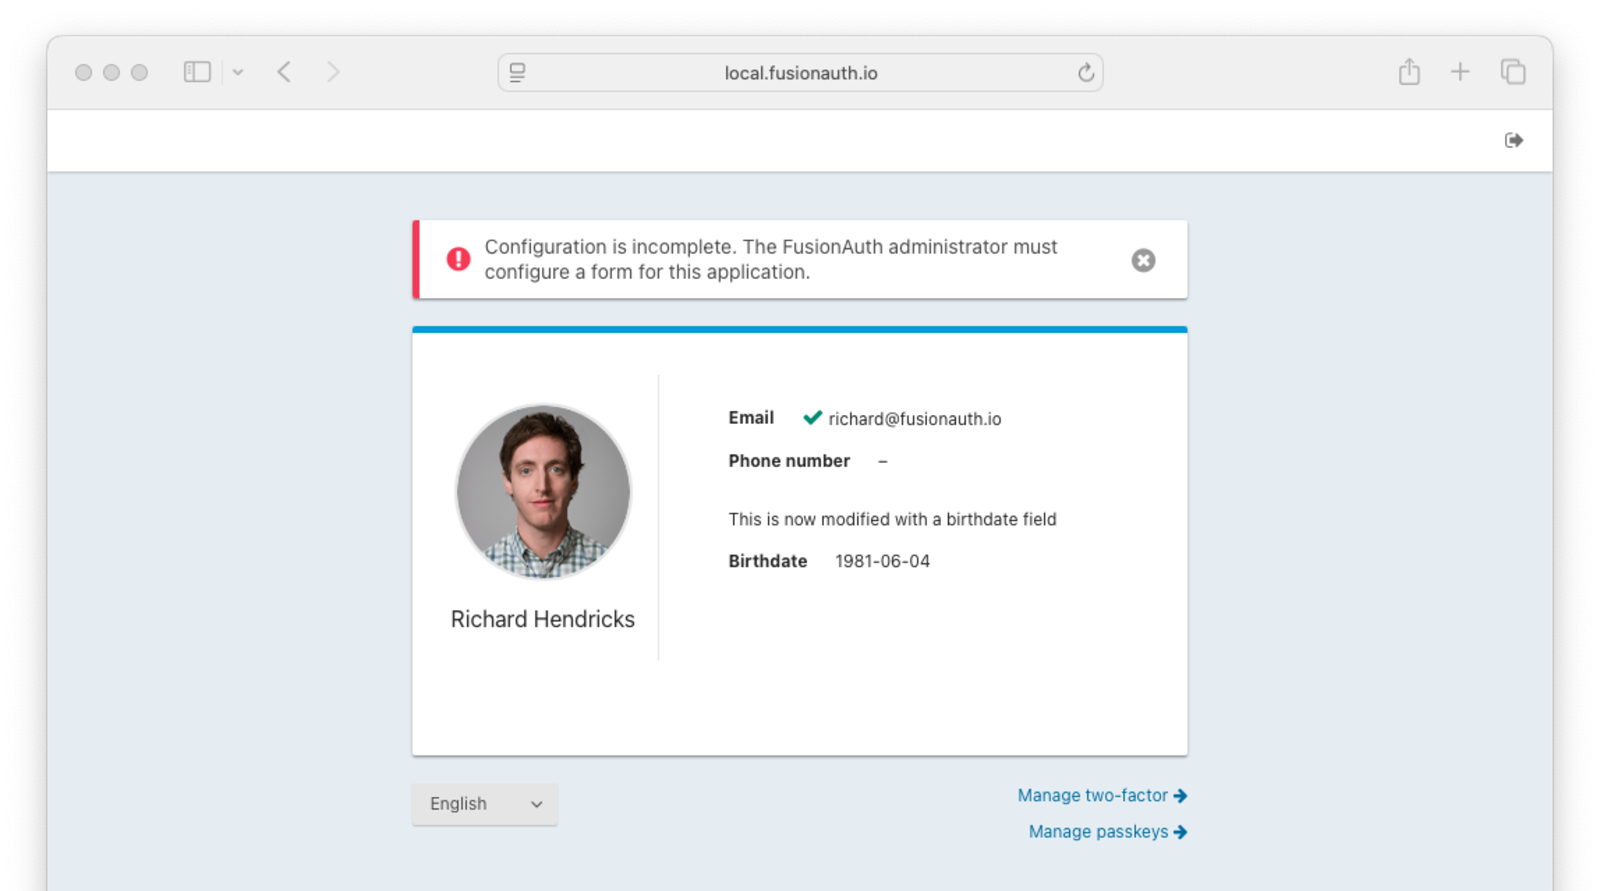 local.fusionauth.io
Configuration is incomplete. The FusionAuth administrator must
configure a form for this application.
Email richard@fusionauth.io
Phone number –
This is now modified with a birthdate field
Birthdate 1981-06-04
Richard Hendricks
English
Manage two-factor
Manage passkeys